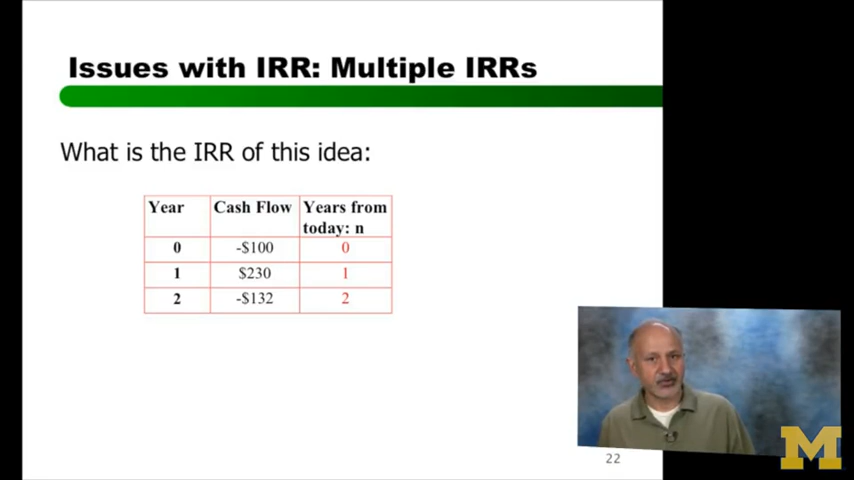 Issues with IRR: Multiple IRRs
What is the IRR of this idea:
Year Cash Flow Years from
today: n
0 -$100 0
1 $230 1
2 -$132 2
22
M